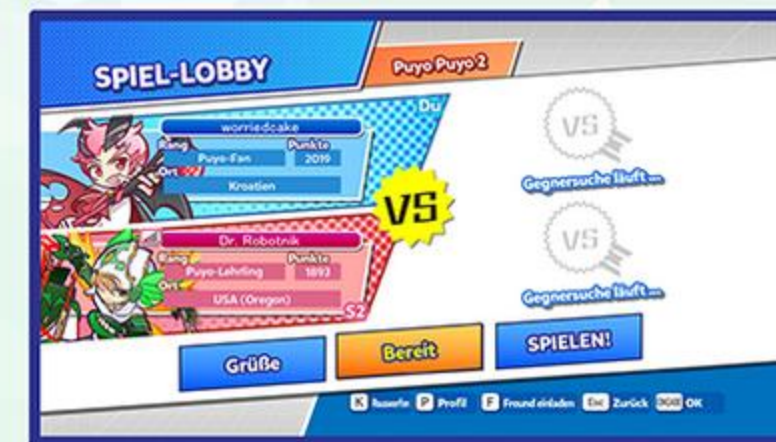 SPIEL-LOBBY
Puyo Puyo 2
Du
worriedcake
Rang
Punkte
Puyo-Fan
2019
Ort
Kroatien
VS
Dr. Robotnik
Rang
Punkte
Puyo-Lehrling
1893
Ort
USA (Oregon)
S2
VS
Gegnersuche läuft ...
VS
Gegnersuche läuft ...
Grüße
Bereit
SPIELEN!
K
P Profil
F Freund einladen
Esc Zurück
OK